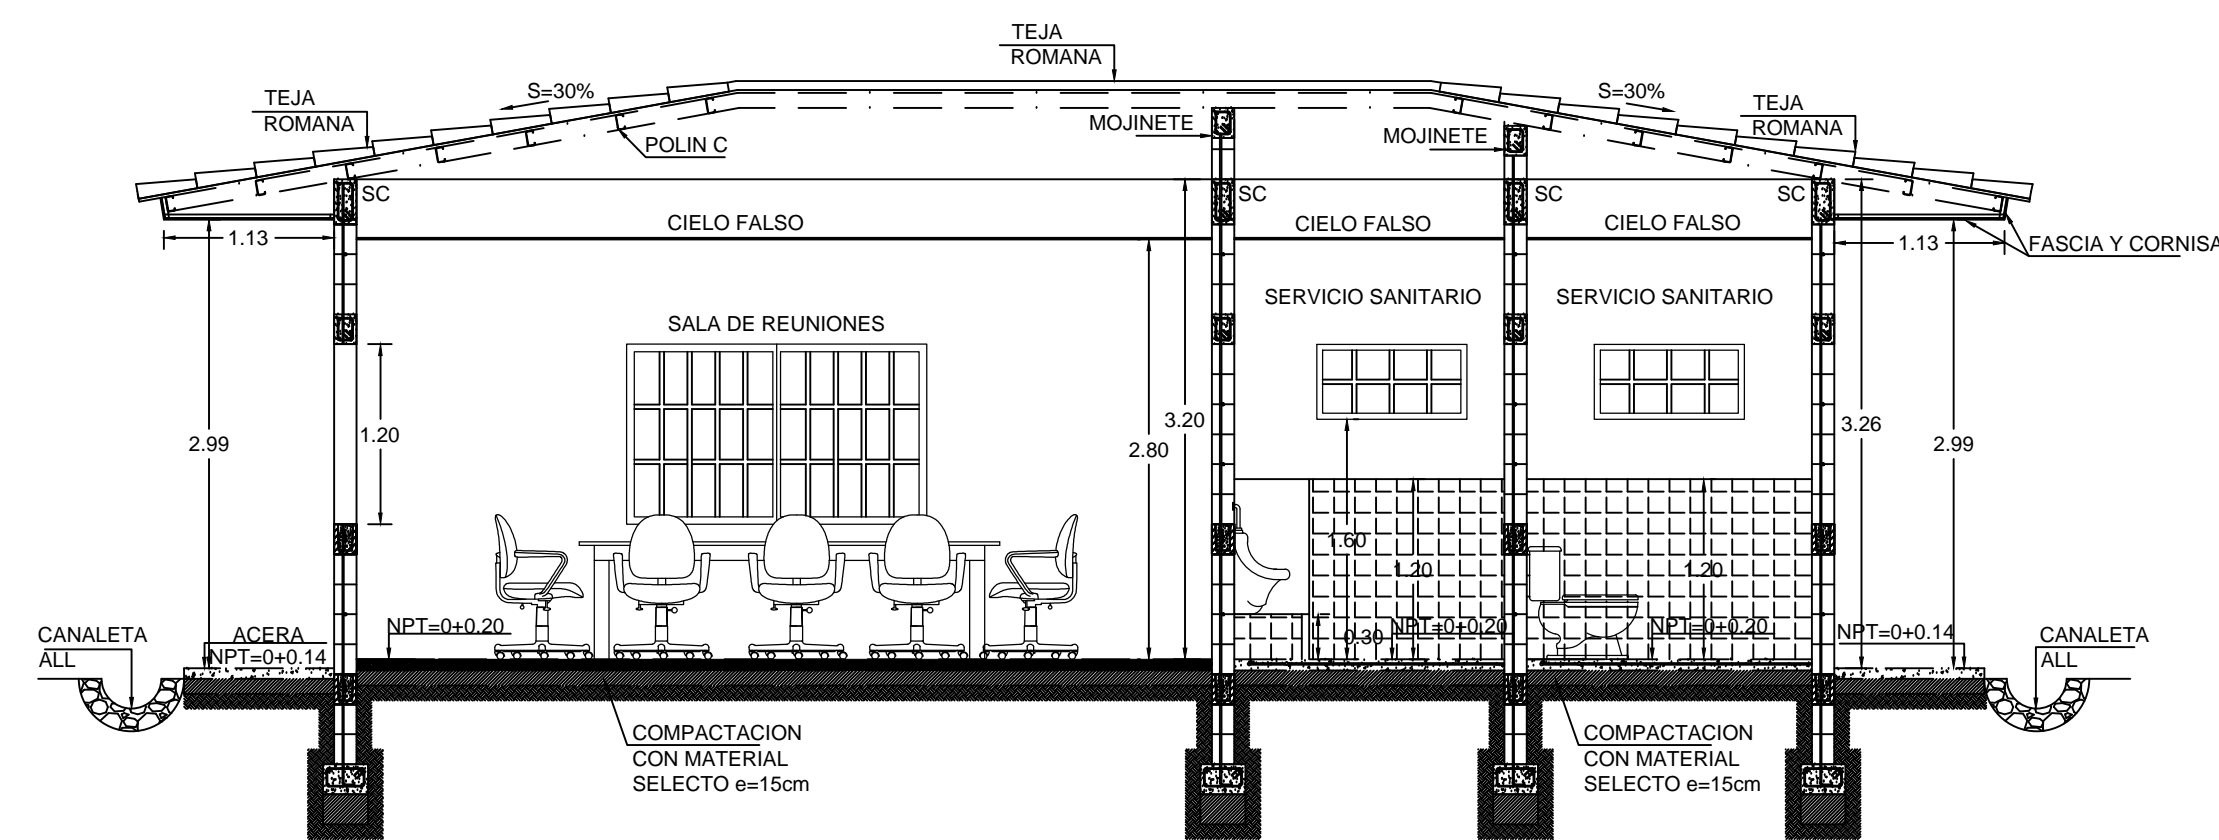 TEJA
ROMANA
TEJA
ROMANA
S=30%
POLIN C
MOJINETE
MOJINETE
S=30%
TEJA
ROMANA
SC
SC
SC
SC
CIELO FALSO
CIELO FALSO
CIELO FALSO
1.13
1.13
FASCIA Y CORNISA
SALA DE REUNIONES
SERVICIO SANITARIO
SERVICIO SANITARIO
2.99
1.20
2.80
3.20
3.26
2.99
1.60
1.20
1.20
0.30
CANALETA
ALL
ACERA
NPT=0+0.14
NPT=0+0.20
NPT=0+0.20
NPT=0+0.20
NPT=0+0.14
CANALETA
ALL
COMPACTACION
CON MATERIAL
SELECTO e=15cm
COMPACTACION
CON MATERIAL
SELECTO e=15cm